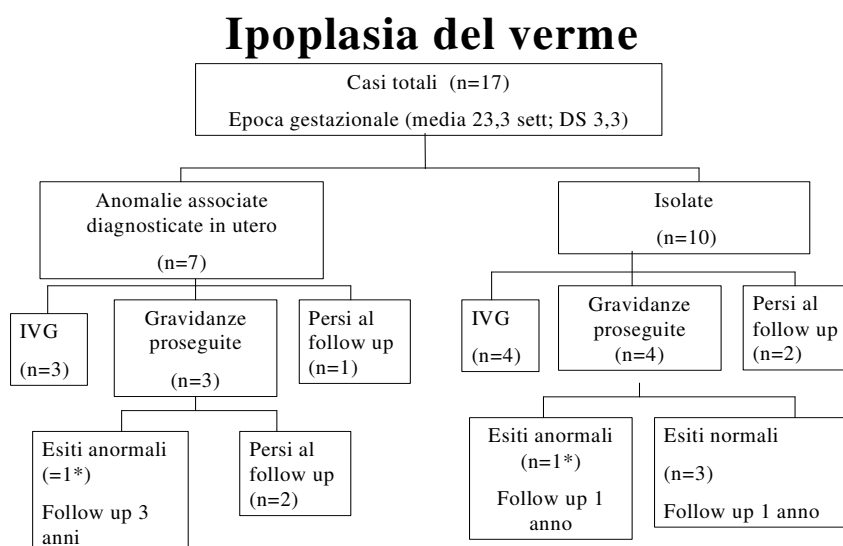 Ipoplasia del verme
Casi totali (n=17)
Epoca gestazionale (media 23,3 sett; DS 3,3)
Anomalie associate
diagnosticate in utero
(n=7)
Isolate
(n=10)
IVG
(n=3)
Gravidanze
proseguite
(n=3)
Persi al
follow up
(n=1)
IVG
(n=4)
Gravidanze
proseguite
(n=4)
Persi al
follow up
(n=2)
Esiti anormali
(=1*)
Follow up 3
anni
Persi al
follow up
(n=2)
Esiti anormali
(n=1*)
Follow up 1
anno
Esiti normali
(n=3)
Follow up 1 anno